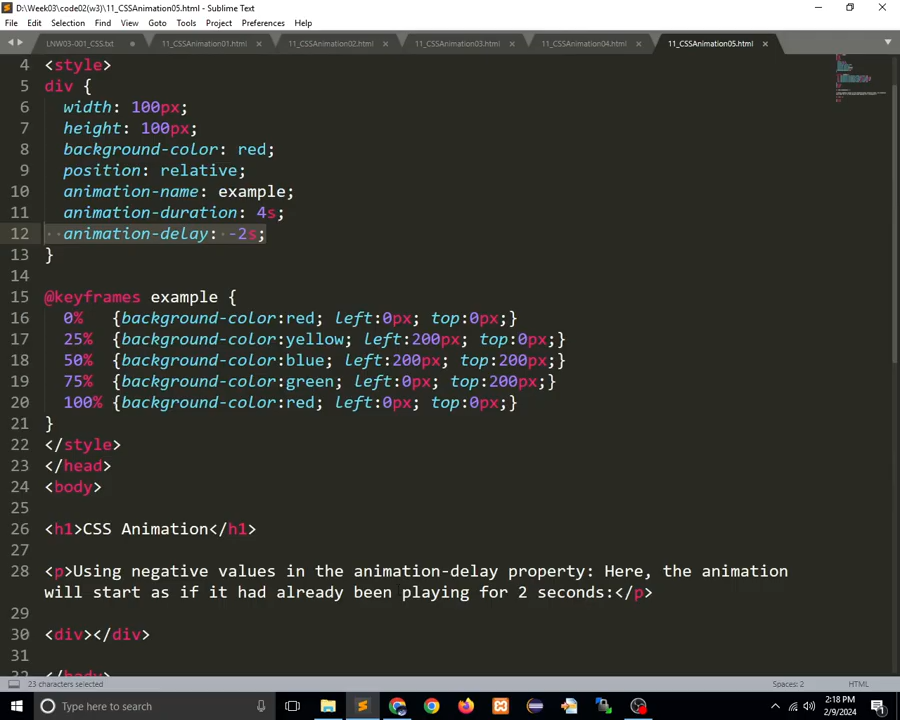 D:\Week03\code02(w3)\11_CSSAnimation05.html - Sublime Text
File Edit Selection Find View Goto Tools Project Preferences Help
LNW03-001_CSS.txt 11_CSSAnimation01.html 11_CSSAnimation02.html 11_CSSAnimation03.html 11_CSSAnimation04.html 11_CSSAnimation05.html
4 <style>
5 div {
6 width: 100px;
7 height: 100px;
8 background-color: red;
9 position: relative;
10 animation-name: example;
11 animation-duration: 4s;
12 animation-delay: -2s;
13 }
14
15 @keyframes example {
16 0% {background-color:red; left:0px; top:0px;}
17 25% {background-color:yellow; left:200px; top:0px;}
18 50% {background-color:blue; left:200px; top:200px;}
19 75% {background-color:green; left:0px; top:200px;}
20 100% {background-color:red; left:0px; top:0px;}
21 }
22 </style>
23 </head>
24 <body>
25
26 <h1>CSS Animation</h1>
27
28 <p>Using negative values in the animation-delay property: Here, the animation
will start as if it had already been playing for 2 seconds:</p>
29
30 <div></div>
31
32 </body>
23 characters selected Spaces: 2 HTML
Type here to search
2:18 PM
2/9/2024